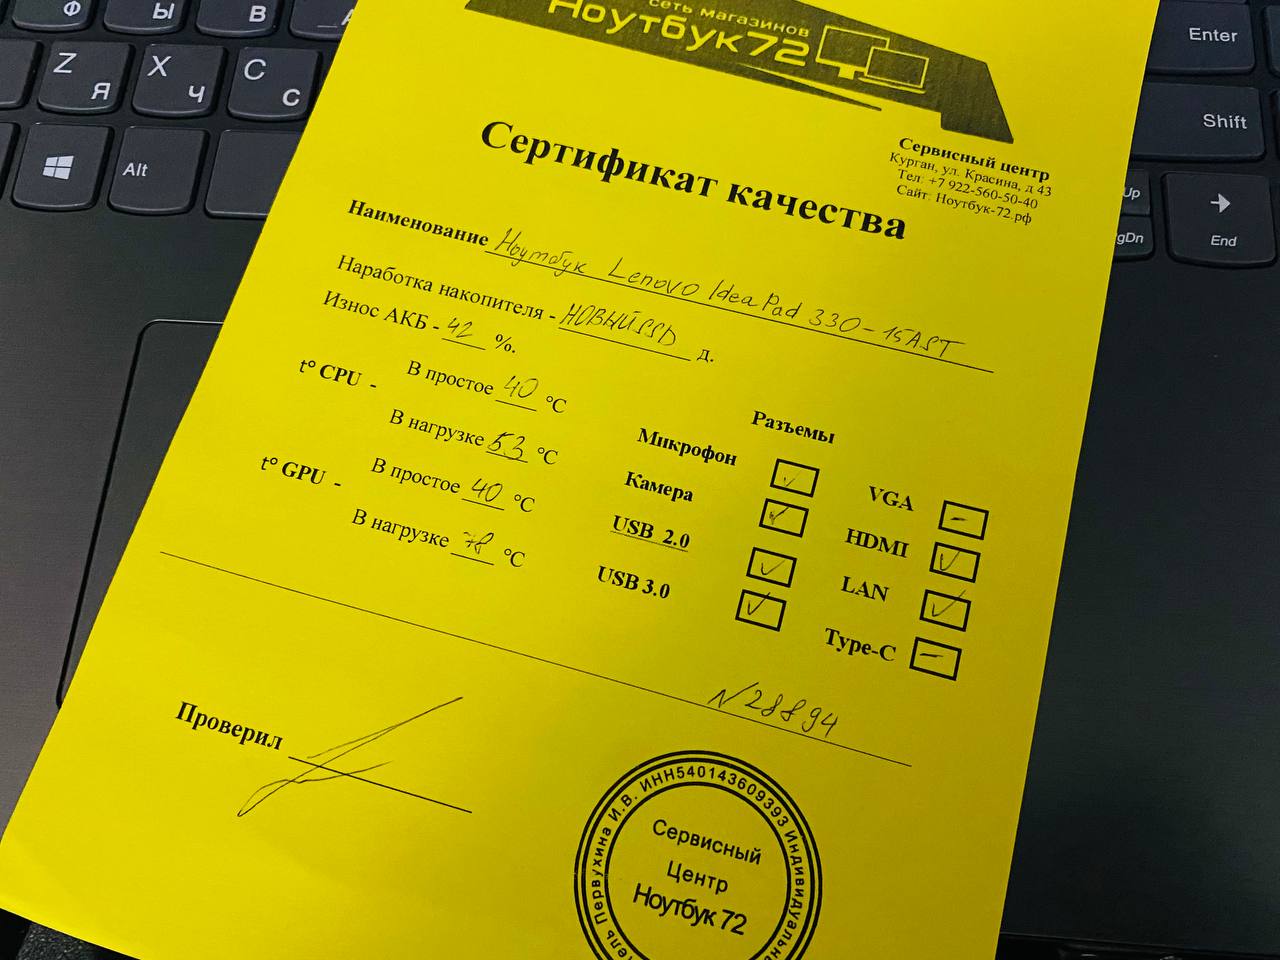 сеть магазинов
Ноутбук72
Сервисный центр
Курган, ул. Красина, д 43
Тел: +7 922-560-50-40
Сайт: Ноутбук-72.рф
Сертификат качества
Наименование Ноутбук Lenovo IdeaPad 330-15AST
Наработка накопителя - НОВЫЙ SSD д.
Износ АКБ - 42 %.
t° CPU - В простое 40 °C
В нагрузке 53 °C
t° GPU - В простое 40 °C
В нагрузке 78 °C
Разъемы
Микрофон
Камера
USB 2.0
USB 3.0
VGA -
HDMI
LAN
Type-C -
N28894
Проверил
Первухина И.В. ИНН540143609393
Сервисный
Центр
Ноутбук 72
Ф
Ы
В
Z Я
X Ч
C С
Alt
Enter
Shift
End